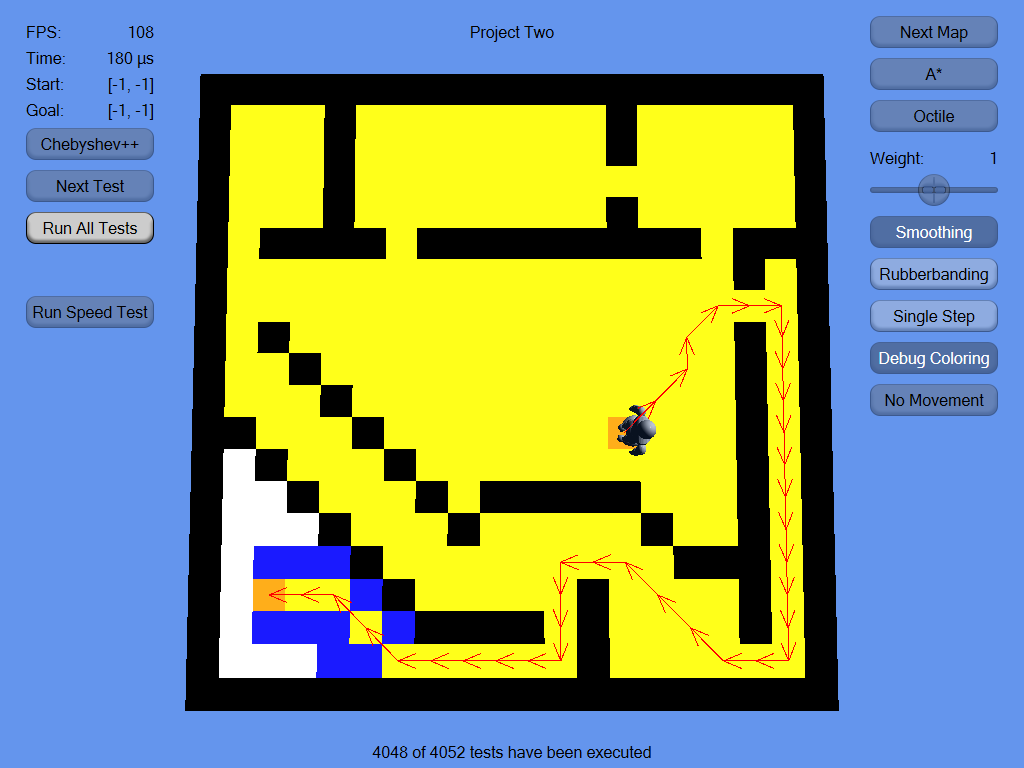 FPS: 108
Time: 180 µs
Start: [-1, -1]
Goal: [-1, -1]
Chebyshev++
Next Test
Run All Tests
Run Speed Test
Project Two
Next Map
A*
Octile
Weight: 1
Smoothing
Rubberbanding
Single Step
Debug Coloring
No Movement
4048 of 4052 tests have been executed